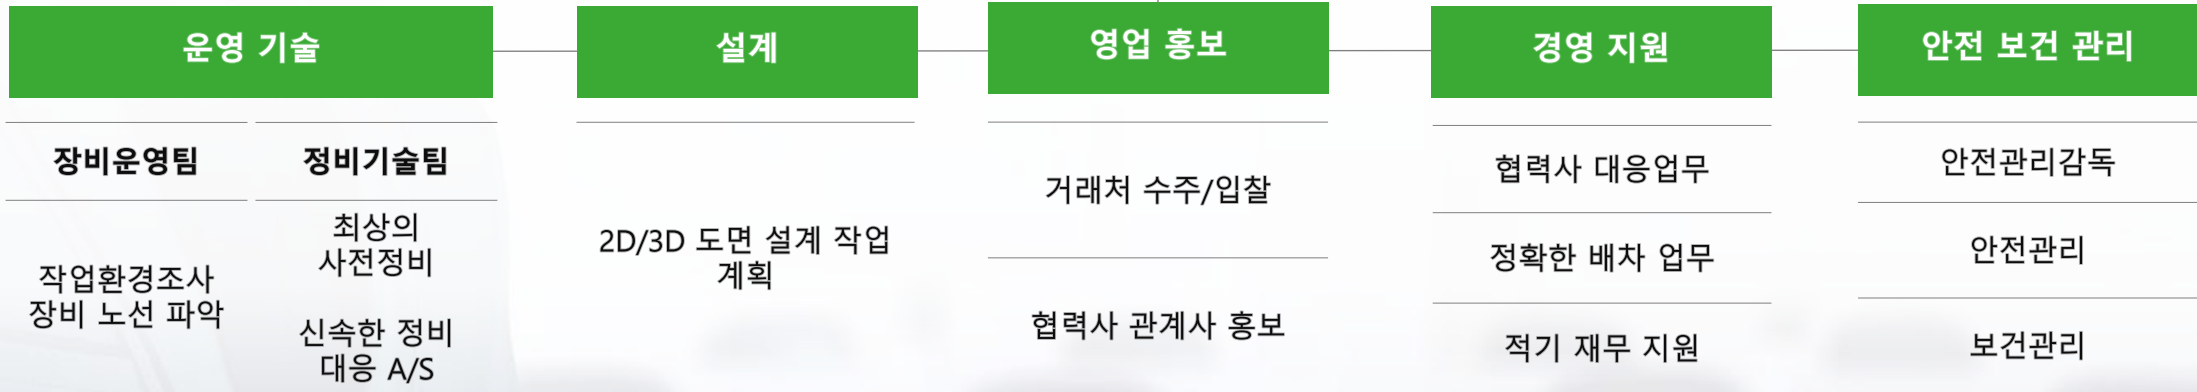 운영 기술
장비운영팀
작업환경조사
장비 노선 파악
정비기술팀
최상의
사전정비
신속한 정비
대응 A/S
설계
2D/3D 도면 설계 작업
계획
영업 홍보
거래처 수주/입찰
협력사 관계사 홍보
경영 지원
협력사 대응업무
정확한 배차 업무
적기 재무 지원
안전 보건 관리
안전관리감독
안전관리
보건관리